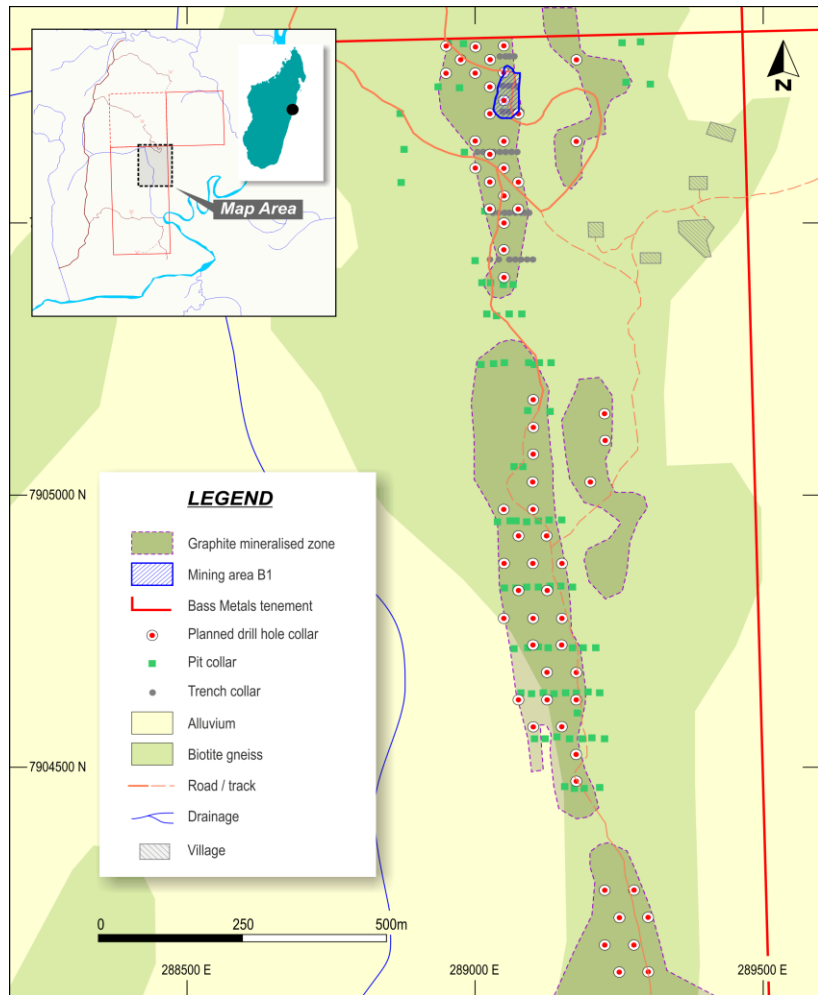 Map Area
N
7905000 N
LEGEND
Graphite mineralised zone
Mining area B1
Bass Metals tenement
Planned drill hole collar
Pit collar
Trench collar
Alluvium
Biotite gneiss
Road / track
Drainage
Village
7904500 N
0 250 500m
288500 E 289000 E 289500 E